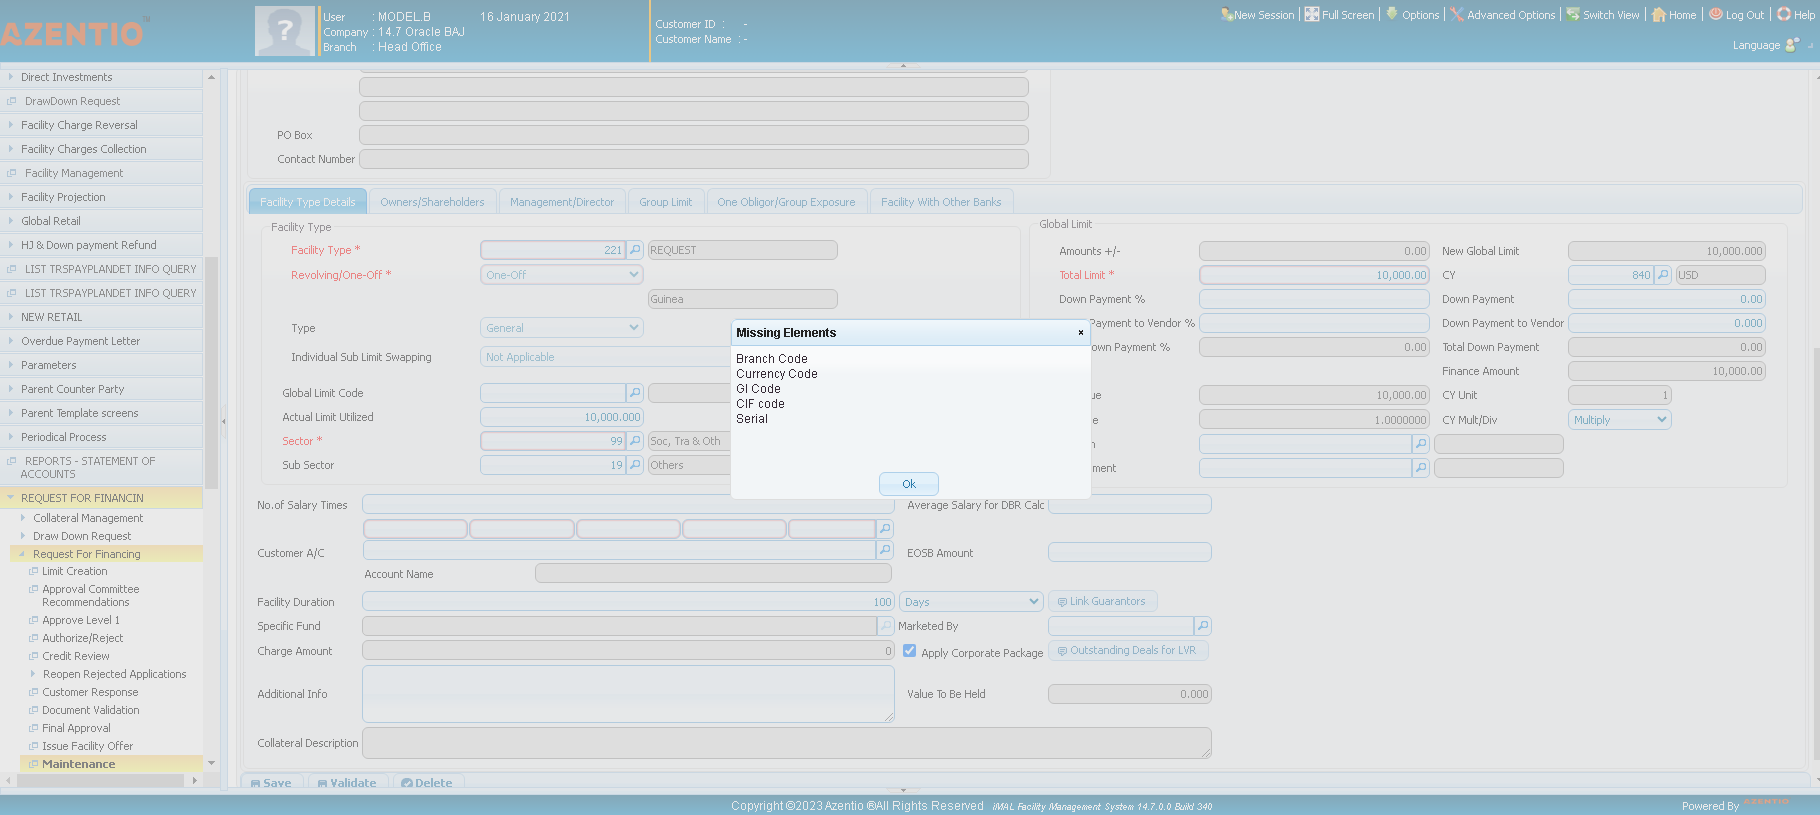 AZENTIO™
User : MODEL.B 16 January 2021
Company : 14.7 Oracle BAJ
Branch : Head Office
Customer ID : -
Customer Name : -
New Session Full Screen Options Advanced Options Switch View Home Log Out Help
Language
Direct Investments
DrawDown Request
Facility Charge Reversal
Facility Charges Collection
Facility Management
Facility Projection
Global Retail
HJ & Down payment Refund
LIST TRSPAYPLANDET INFO QUERY
LIST TRSPAYPLANDET INFO QUERY
NEW RETAIL
Overdue Payment Letter
Parameters
Parent Counter Party
Parent Template screens
Periodical Process
REPORTS - STATEMENT OF
ACCOUNTS
REQUEST FOR FINANCIN
Collateral Management
Draw Down Request
Request For Financing
Limit Creation
Approval Committee
Recommendations
Approve Level 1
Authorize/Reject
Credit Review
Reopen Rejected Applications
Customer Response
Document Validation
Final Approval
Issue Facility Offer
Maintenance
PO Box
Contact Number
Facility Type Details Owners/Shareholders Management/Director Group Limit One Obligor/Group Exposure Facility With Other Banks
Facility Type
Facility Type * 221 REQUEST
Revolving/One-Off * One-Off
Guinea
Type General
Individual Sub Limit Swapping Not Applicable
Global Limit Code
Actual Limit Utilized 10,000.000
Sector * 99 Soc, Tra & Oth
Sub Sector 19 Others
Global Limit
Amounts +/- 0.00 New Global Limit 10,000.000
Total Limit * 10,000.00 CY 840 USD
Down Payment % Down Payment 0.00
Payment to Vendor % Down Payment to Vendor 0.000
own Payment % 0.00 Total Down Payment 0.00
Finance Amount 10,000.00
ue 10,000.00 CY Unit 1
e 1.0000000 CY Mult/Div Multiply
n
ment
Missing Elements ×
Branch Code
Currency Code
Gl Code
CIF code
Serial
Ok
No.of Salary Times Average Salary for DBR Calc
Customer A/C EOSB Amount
Account Name
Facility Duration 100 Days Link Guarantors
Specific Fund Marketed By
Charge Amount 0 Apply Corporate Package Outstanding Deals for LVR
Additional Info Value To Be Held 0.000
Collateral Description
Save Validate Delete
Copyright ©2023 Azentio ®All Rights Reserved iMAL Facility Management System 14.7.0.0 Build 340
Powered By AZENTIO